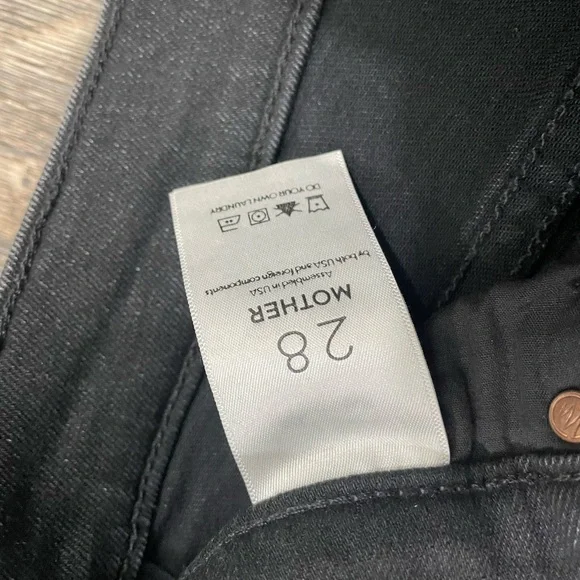 28
MOTHER
Assembled in USA
by both USA and foreign components
DO YOUR OWN LAUNDRY